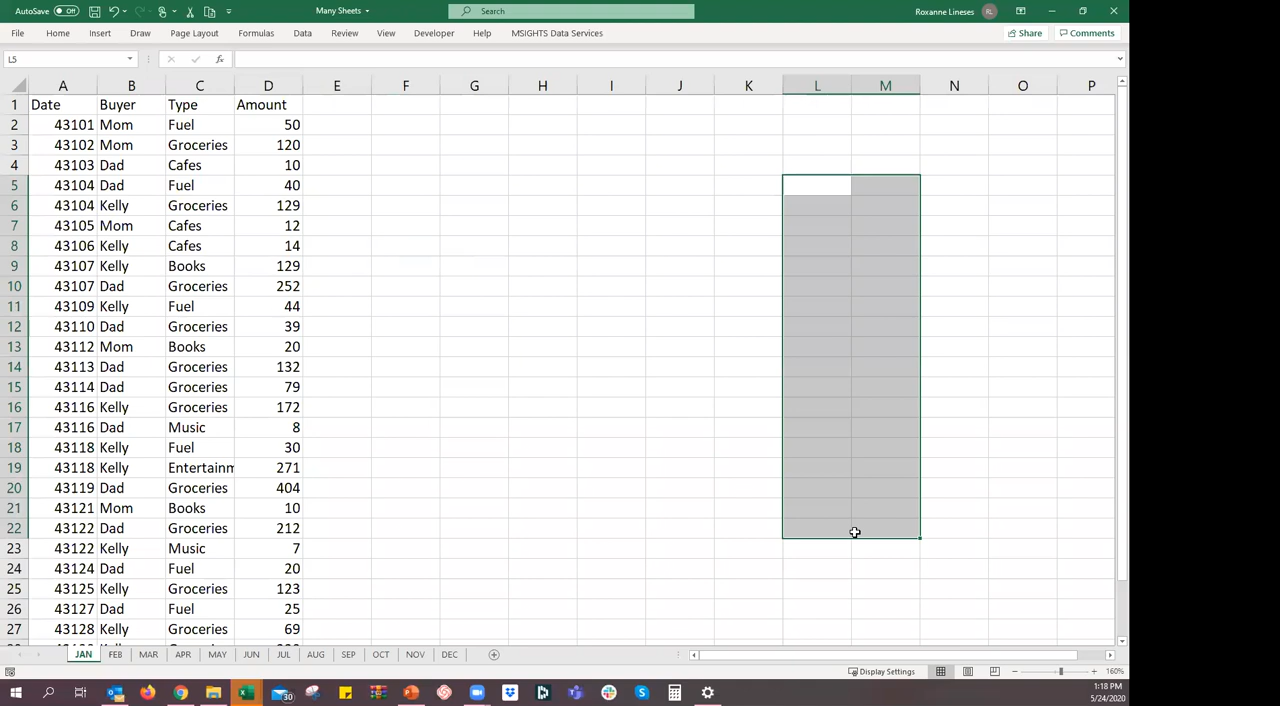 AutoSave Off Many Sheets Search Roxanne Lineses RL
File Home Insert Draw Page Layout Formulas Data Review View Developer Help MSIGHTS Data Services Share Comments
L5 fx
A B C D E F G H I J K L M N O P
1 Date Buyer Type Amount
2 43101 Mom Fuel 50
3 43102 Mom Groceries 120
4 43103 Dad Cafes 10
5 43104 Dad Fuel 40
6 43104 Kelly Groceries 129
7 43105 Mom Cafes 12
8 43106 Kelly Cafes 14
9 43107 Kelly Books 129
10 43107 Dad Groceries 252
11 43109 Kelly Fuel 44
12 43110 Dad Groceries 39
13 43112 Mom Books 20
14 43113 Dad Groceries 132
15 43114 Dad Groceries 79
16 43116 Kelly Groceries 172
17 43116 Dad Music 8
18 43118 Kelly Fuel 30
19 43118 Kelly Entertainm 271
20 43119 Dad Groceries 404
21 43121 Mom Books 10
22 43122 Dad Groceries 212
23 43122 Kelly Music 7
24 43124 Dad Fuel 20
25 43125 Kelly Groceries 123
26 43127 Dad Fuel 25
27 43128 Kelly Groceries 69
JAN FEB MAR APR MAY JUN JUL AUG SEP OCT NOV DEC
Display Settings 160%
30 1:18 PM
5/24/2020